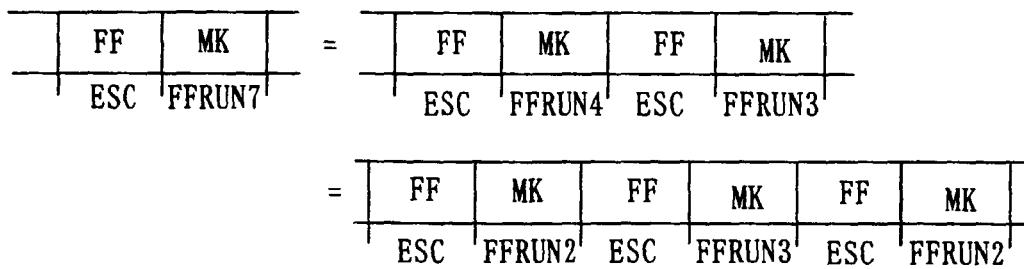 FF MK = FF MK FF MK
ESC FFRUN7 ESC FFRUN4 ESC FFRUN3
= FF MK FF MK FF MK
ESC FFRUN2 ESC FFRUN3 ESC FFRUN2